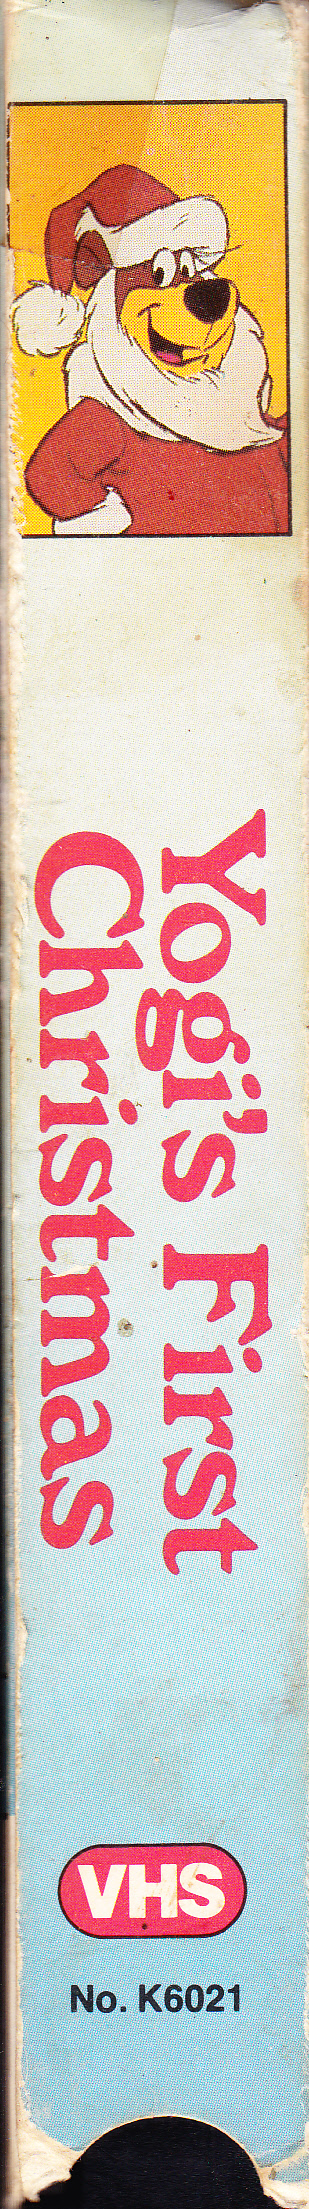 Yogi's First
Christmas
VHS
No. K6021